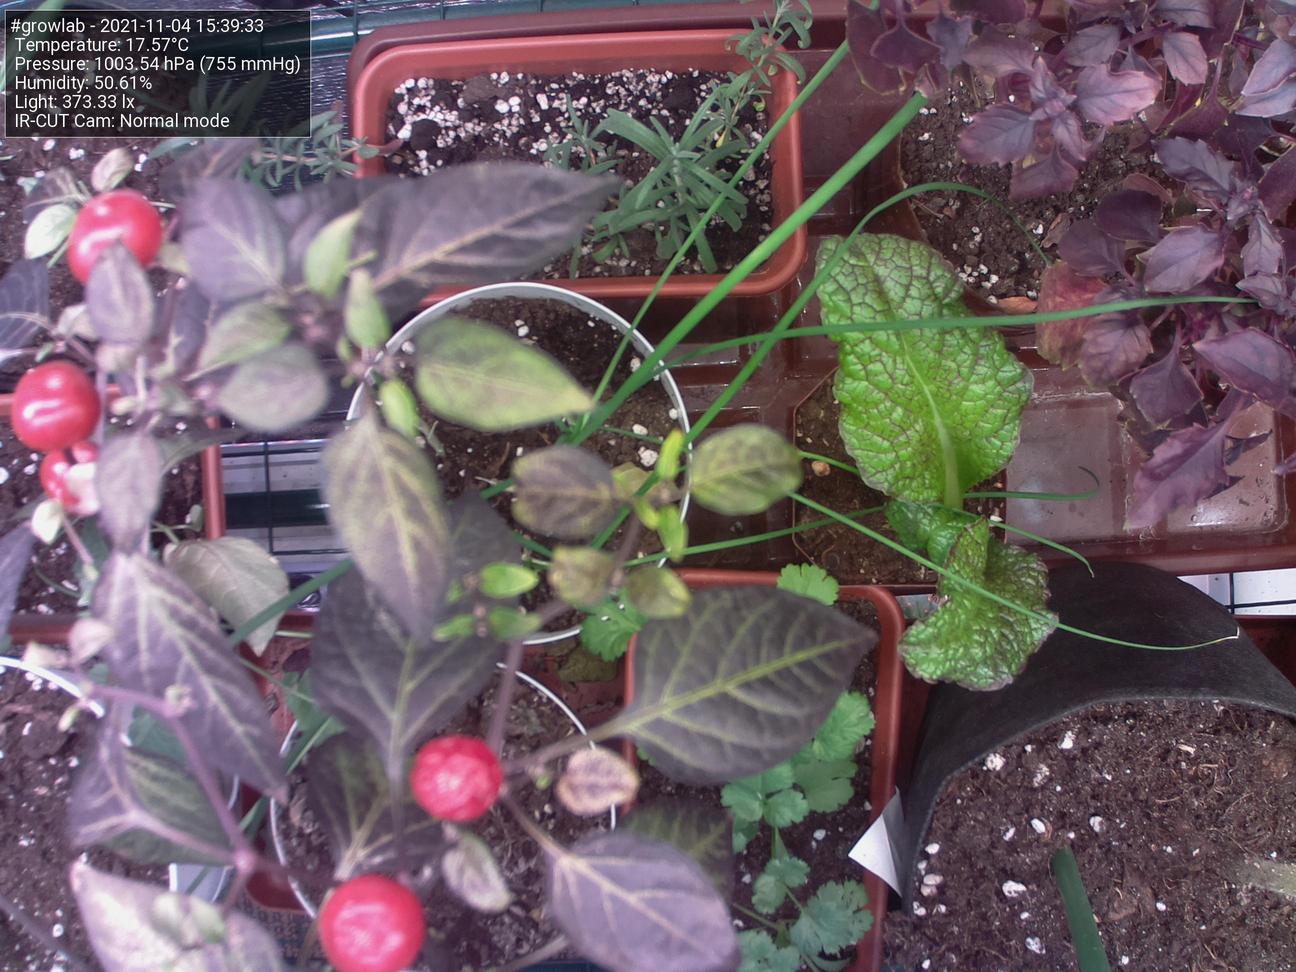 #growlab - 2021-11-04 15:39:33
Temperature: 17.57°C
Pressure: 1003.54 hPa (755 mmHg)
Humidity: 50.61%
Light: 373.33 lx
IR-CUT Cam: Normal mode